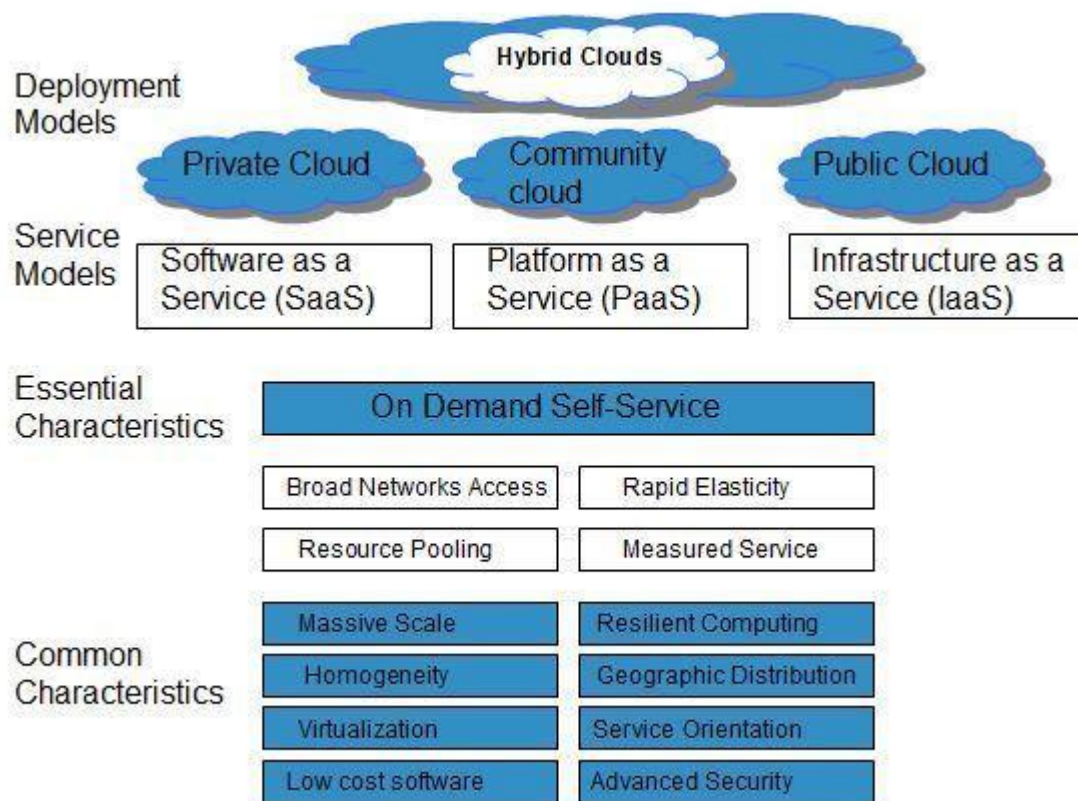 Hybrid Clouds
Deployment
Models
Private Cloud
Community
cloud
Public Cloud
Service
Models
Software as a
Service (SaaS)
Platform as a
Service (PaaS)
Infrastructure as a
Service (IaaS)
Essential
Characteristics
On Demand Self-Service
Broad Networks Access
Rapid Elasticity
Resource Pooling
Measured Service
Common
Characteristics
Massive Scale
Resilient Computing
Homogeneity
Geographic Distribution
Virtualization
Service Orientation
Low cost software
Advanced Security